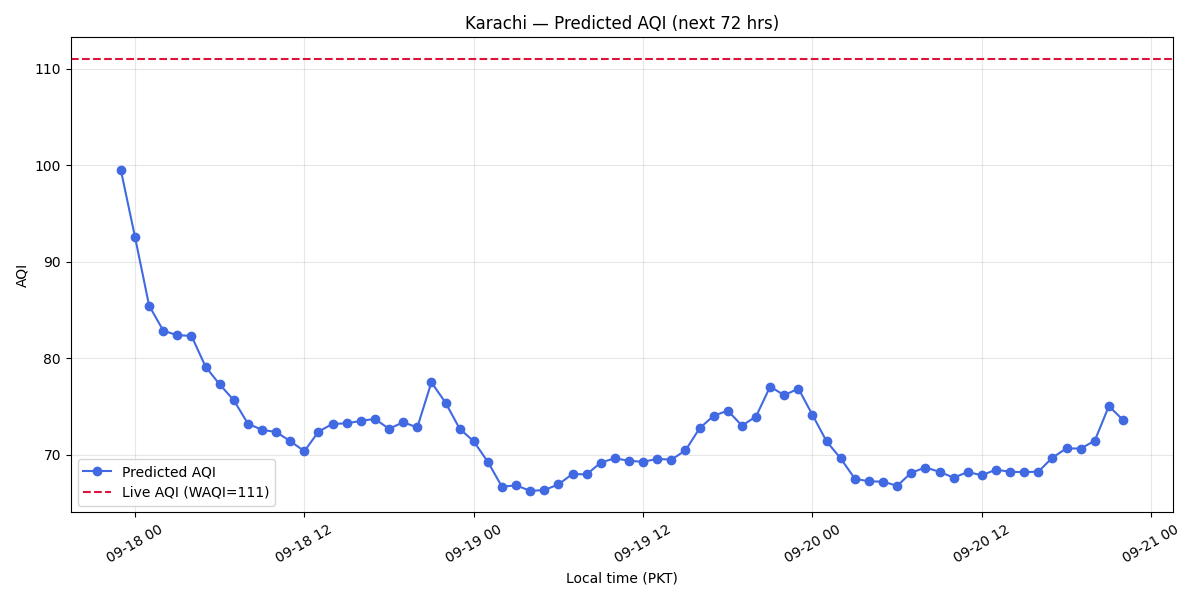 Karachi — Predicted AQI (next 72 hrs)
110
100
90
80
70
AQI
Predicted AQI
Live AQI (WAQI=111)
09-18 00
09-18 12
09-19 00
09-19 12
09-20 00
09-20 12
09-21 00
Local time (PKT)